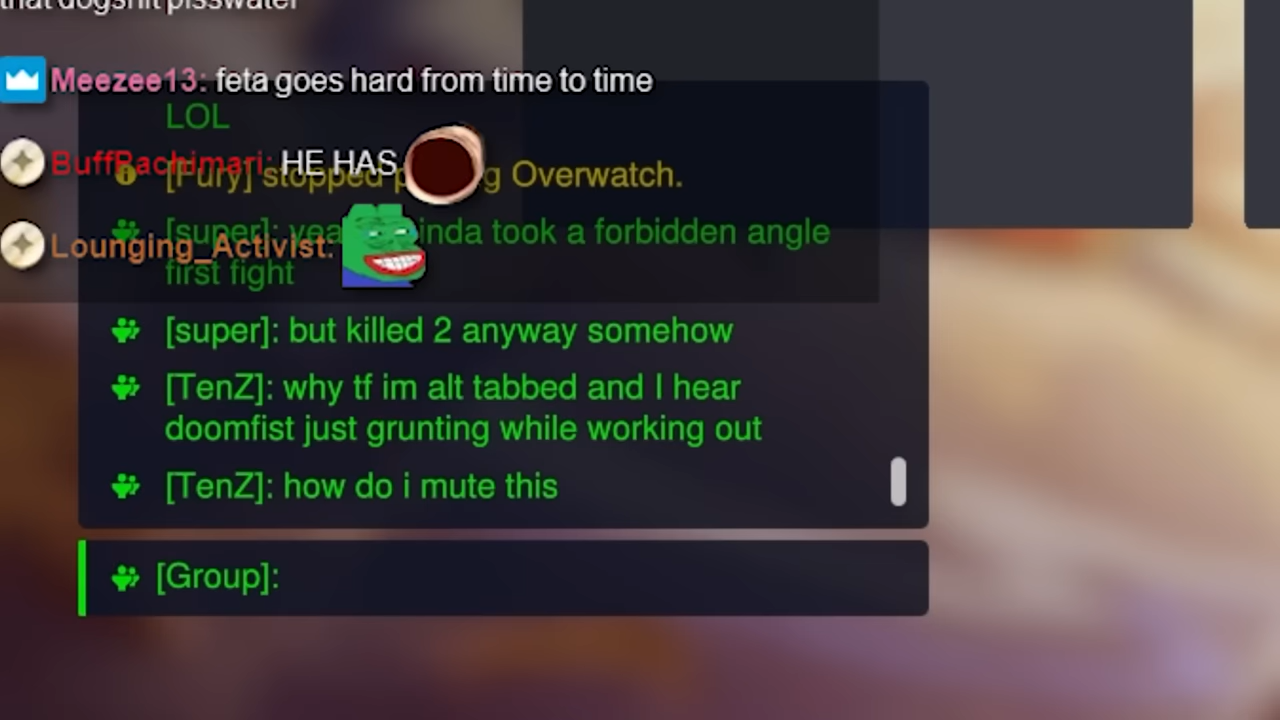 that dogshit pisswater
Meezee13: feta goes hard from time to time
LOL
BuffRachimari: HE HAS
[Fury] stopped p g Overwatch.
[super]: yea inda took a forbidden angle
Lounging_Activist:
first fight
[super]: but killed 2 anyway somehow
[TenZ]: why tf im alt tabbed and I hear
doomfist just grunting while working out
[TenZ]: how do i mute this
[Group]: